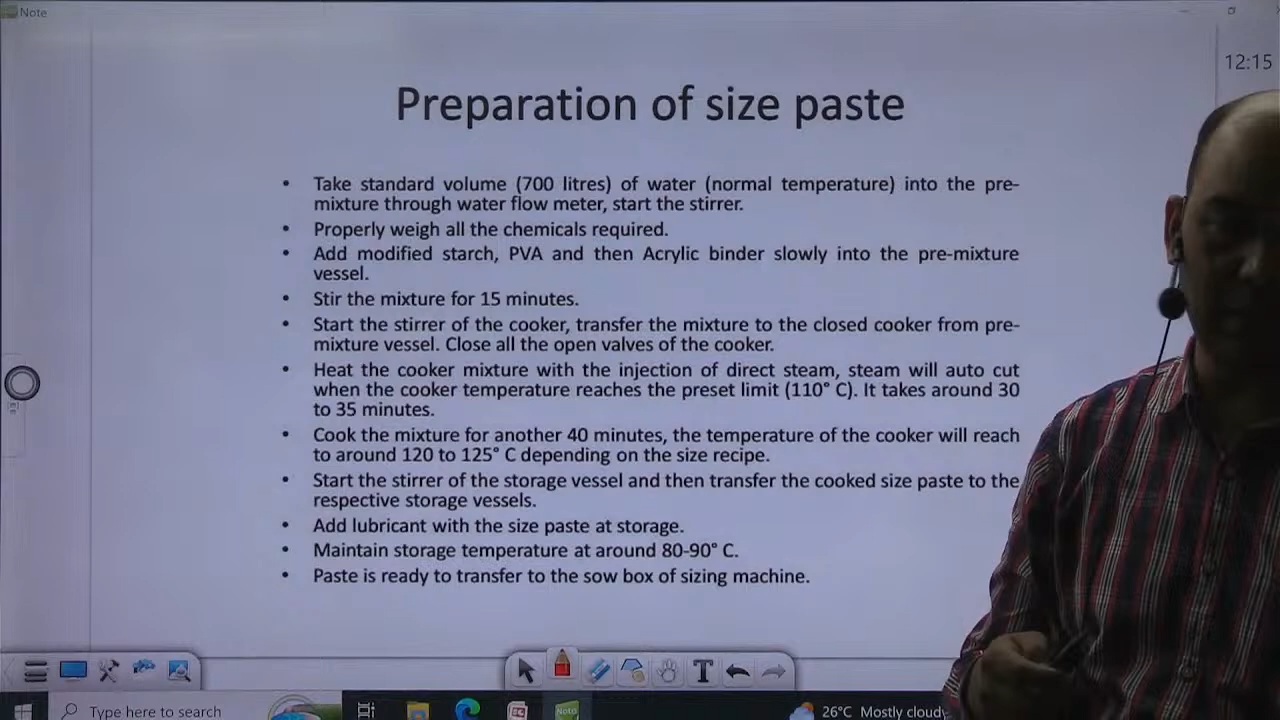 Note
12:15
Preparation of size paste
• Take standard volume (700 litres) of water (normal temperature) into the pre-
mixture through water flow meter, start the stirrer.
• Properly weigh all the chemicals required.
• Add modified starch, PVA and then Acrylic binder slowly into the pre-mixture
vessel.
• Stir the mixture for 15 minutes.
• Start the stirrer of the cooker, transfer the mixture to the closed cooker from pre-
mixture vessel. Close all the open valves of the cooker.
• Heat the cooker mixture with the injection of direct steam, steam will auto cut
when the cooker temperature reaches the preset limit (110° C). It takes around 30
to 35 minutes.
• Cook the mixture for another 40 minutes, the temperature of the cooker will reach
to around 120 to 125° C depending on the size recipe.
• Start the stirrer of the storage vessel and then transfer the cooked size paste to the
respective storage vessels.
• Add lubricant with the size paste at storage.
• Maintain storage temperature at around 80-90° C.
• Paste is ready to transfer to the sow box of sizing machine.
T
Type here to search
Note
26°C Mostly cloudy